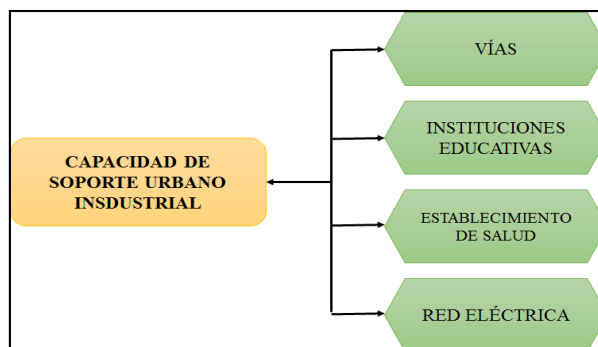 CAPACIDAD DE
SOPORTE URBANO
INSDUSTRIAL
VÍAS
INSTITUCIONES
EDUCATIVAS
ESTABLECIMIENTO
DE SALUD
RED ELÉCTRICA